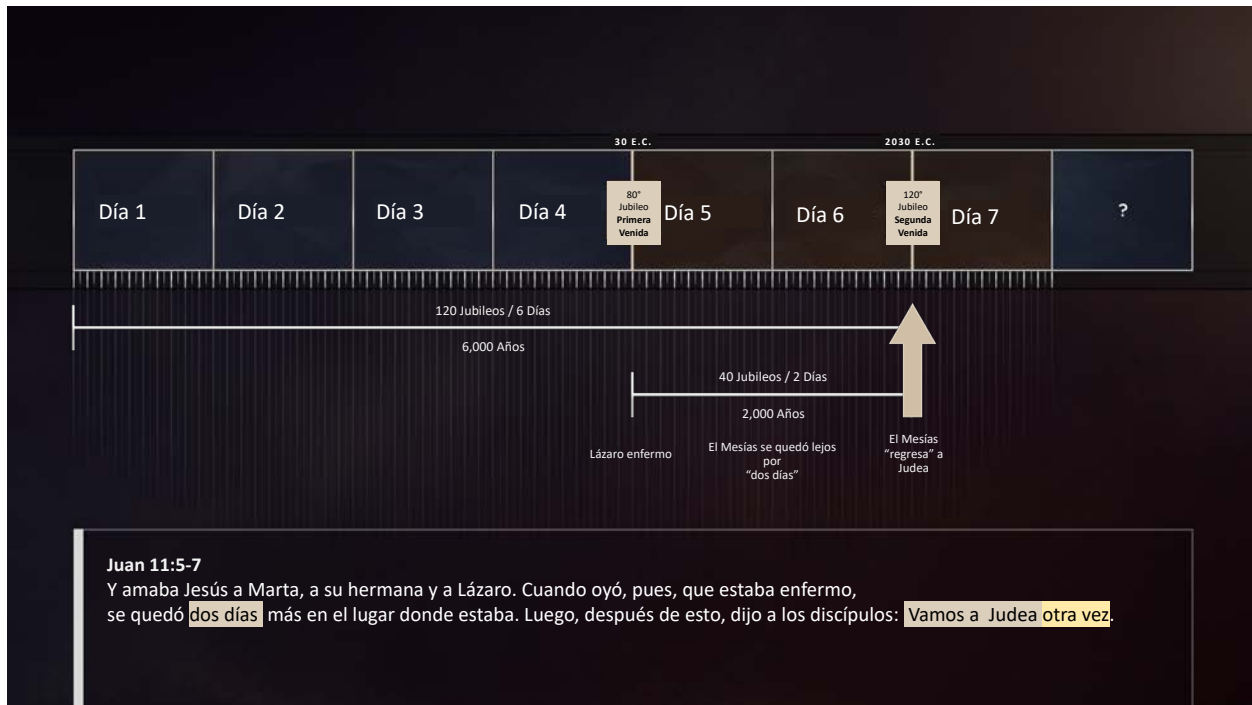 30 E.C.
2030 E.C.
Día 1
Día 2
Día 3
Día 4
80°
Jubileo
Primera
Venida
Día 5
Día 6
120°
Jubileo
Segunda
Venida
Día 7
?
120 Jubileos / 6 Días
6,000 Años
40 Jubileos / 2 Días
2,000 Años
Lázaro enfermo
El Mesías se quedó lejos
por
“dos días”
El Mesías
“regresa” a
Judea
Juan 11:5-7
Y amaba Jesús a Marta, a su hermana y a Lázaro. Cuando oyó, pues, que estaba enfermo,
se quedó dos días más en el lugar donde estaba. Luego, después de esto, dijo a los discípulos: Vamos a Judea otra vez.